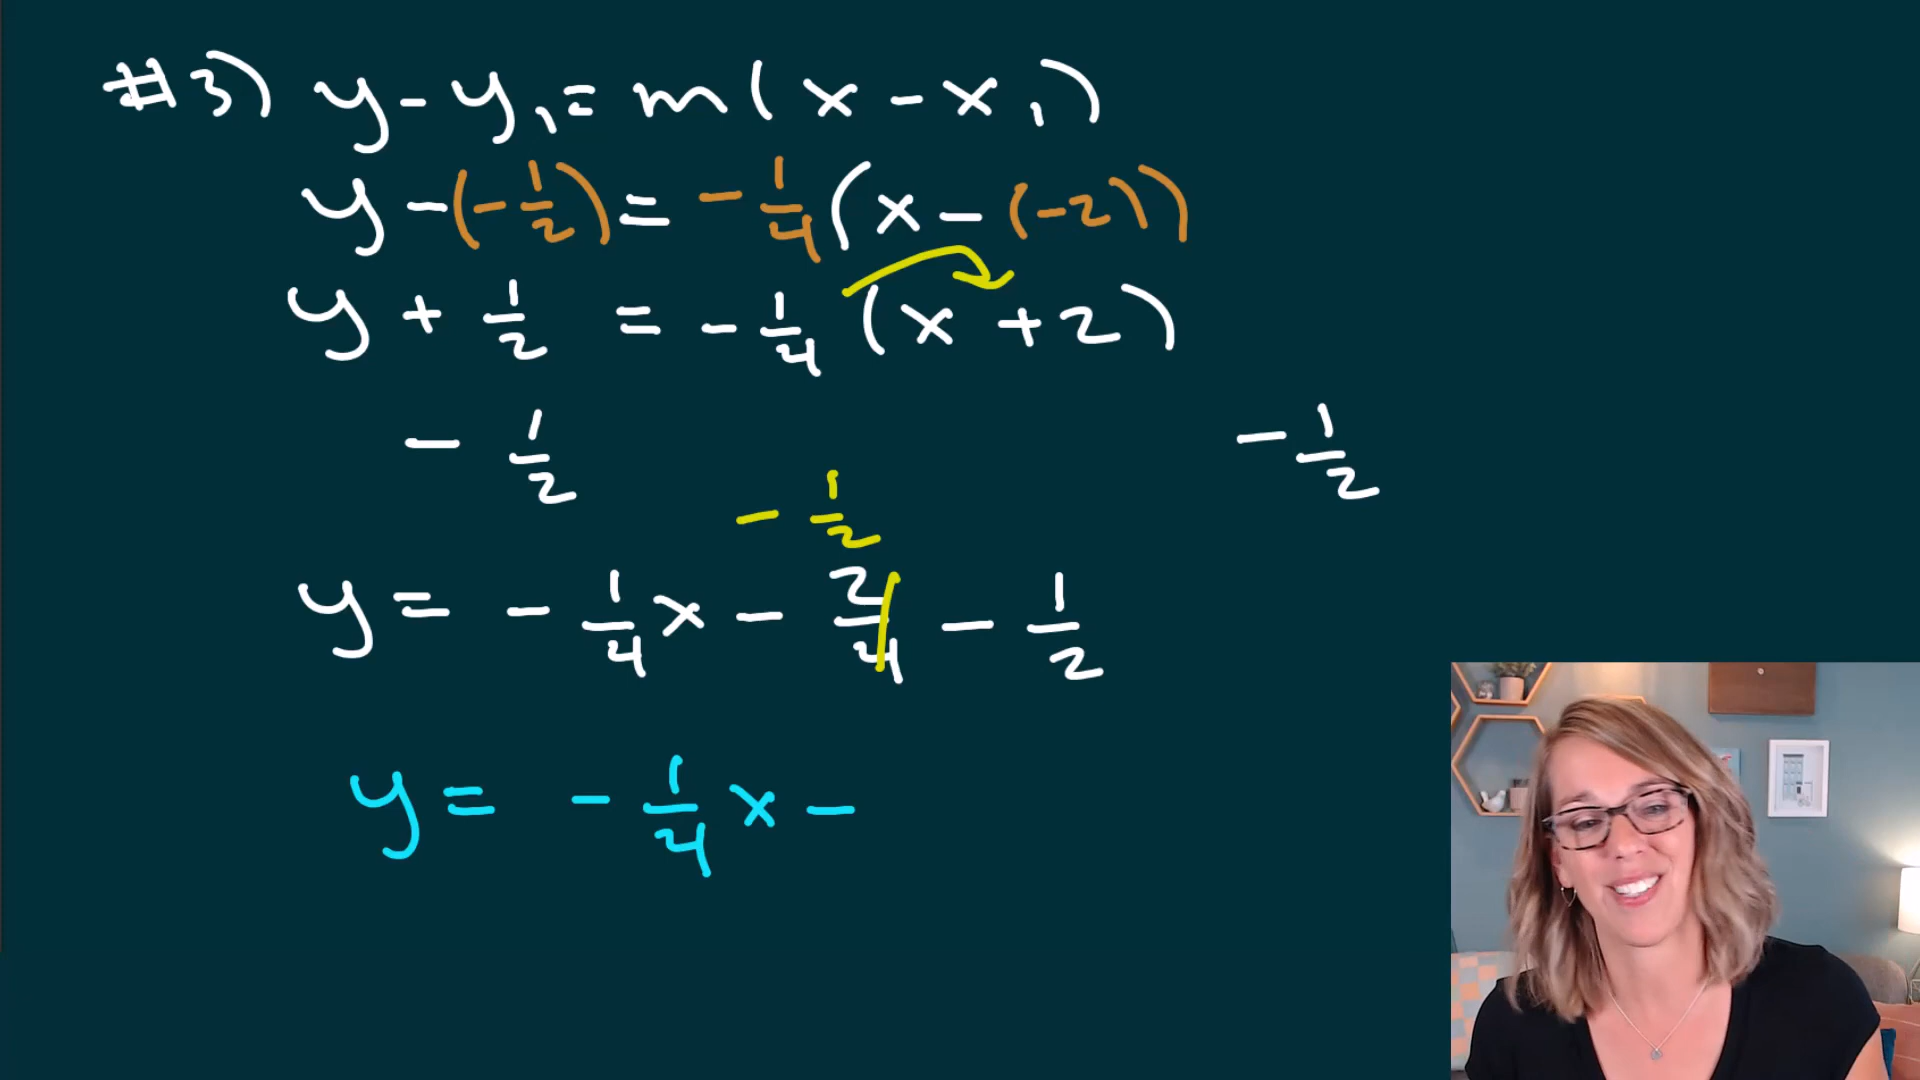 #3) y - y₁ = m(x - x₁)
y - (-1/2) = -1/4(x - (-2))
y + 1/2 = -1/4(x + 2)
- 1/2 - 1/2
- 1/2
y = -1/4x - 2/4 - 1/2
y = -1/4x -